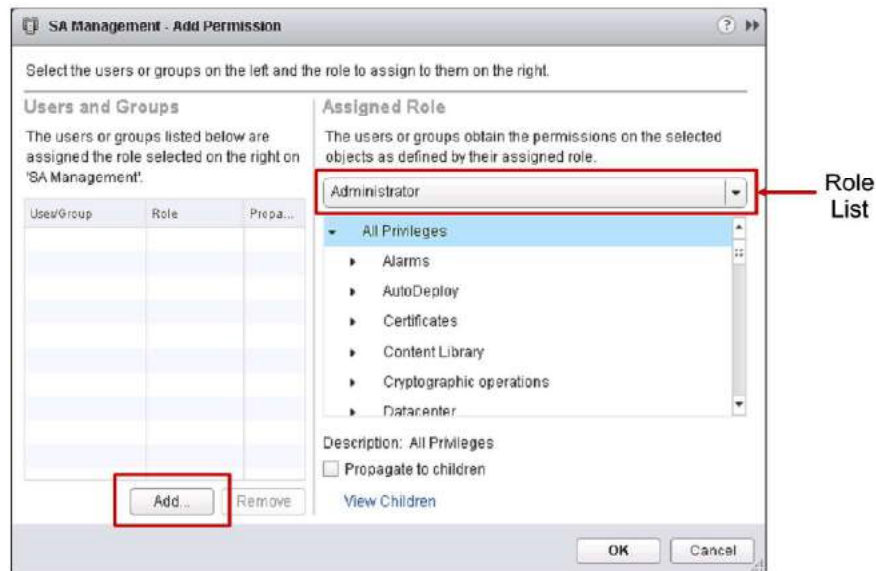 SA Management - Add Permission
Select the users or groups on the left and the role to assign to them on the right.
Users and Groups
The users or groups listed below are
assigned the role selected on the right on
'SA Management'.
User/Group Role Propa...
Add... Remove
Assigned Role
The users or groups obtain the permissions on the selected
objects as defined by their assigned role.
Administrator
All Privileges
Alarms
AutoDeploy
Certificates
Content Library
Cryptographic operations
Datacenter
Description: All Privileges
Propagate to children
View Children
OK Cancel
Role
List